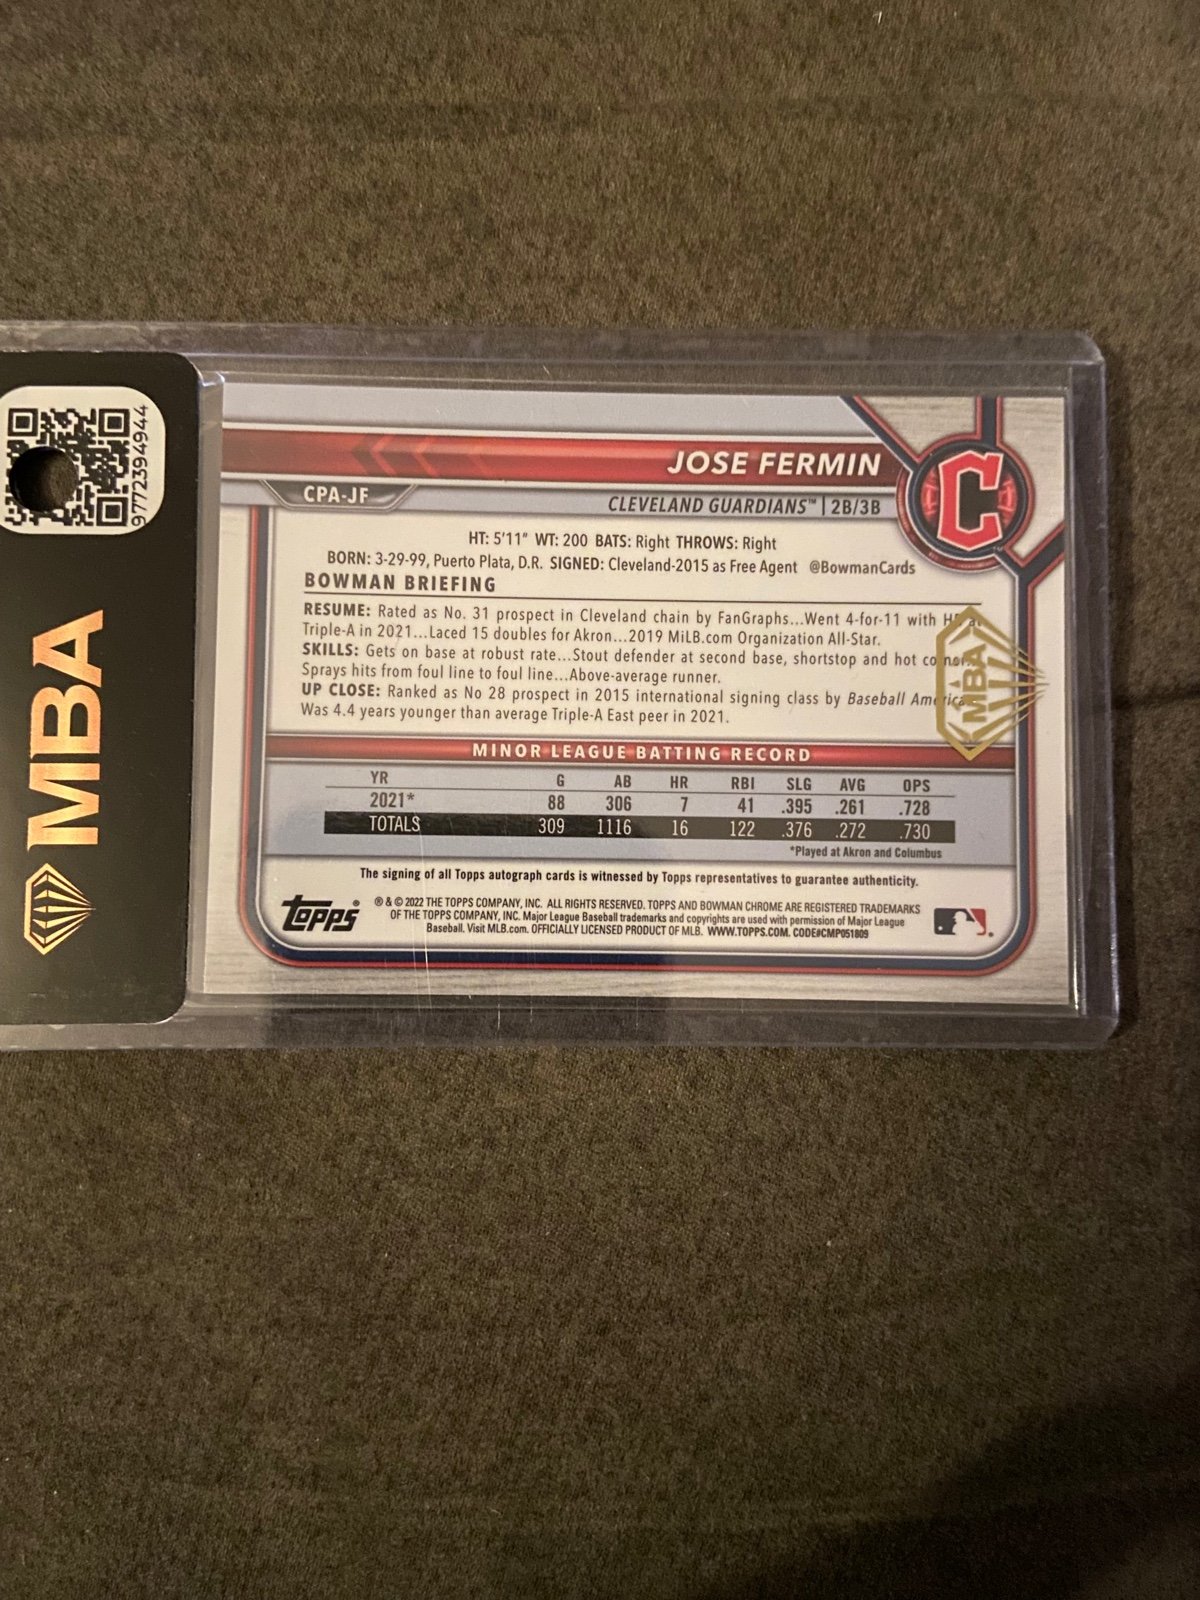 9772394944
MBA
JOSE FERMIN
CPA-JF
CLEVELAND GUARDIANS™ | 2B/3B
C
HT: 5'11" WT: 200 BATS: Right THROWS: Right
BORN: 3-29-99, Puerto Plata, D.R. SIGNED: Cleveland-2015 as Free Agent @BowmanCards
BOWMAN BRIEFING
RESUME: Rated as No. 31 prospect in Cleveland chain by FanGraphs...Went 4-for-11 with HR at
Triple-A in 2021...Laced 15 doubles for Akron...2019 MiLB.com Organization All-Star.
SKILLS: Gets on base at robust rate...Stout defender at second base, shortstop and hot corner...
Sprays hits from foul line to foul line...Above-average runner.
UP CLOSE: Ranked as No 28 prospect in 2015 international signing class by Baseball America...
Was 4.4 years younger than average Triple-A East peer in 2021.
MBA
MINOR LEAGUE BATTING RECORD
YR G AB HR RBI SLG AVG OPS
2021* 88 306 7 41 .395 .261 .728
TOTALS 309 1116 16 122 .376 .272 .730
*Played at Akron and Columbus
The signing of all Topps autograph cards is witnessed by Topps representatives to guarantee authenticity.
topps®
® & © 2022 THE TOPPS COMPANY, INC. ALL RIGHTS RESERVED. TOPPS AND BOWMAN CHROME ARE REGISTERED TRADEMARKS
OF THE TOPPS COMPANY, INC. Major League Baseball trademarks and copyrights are used with permission of Major League
Baseball. Visit MLB.com. OFFICIALLY LICENSED PRODUCT OF MLB. WWW.TOPPS.COM. CODE#CMP051809